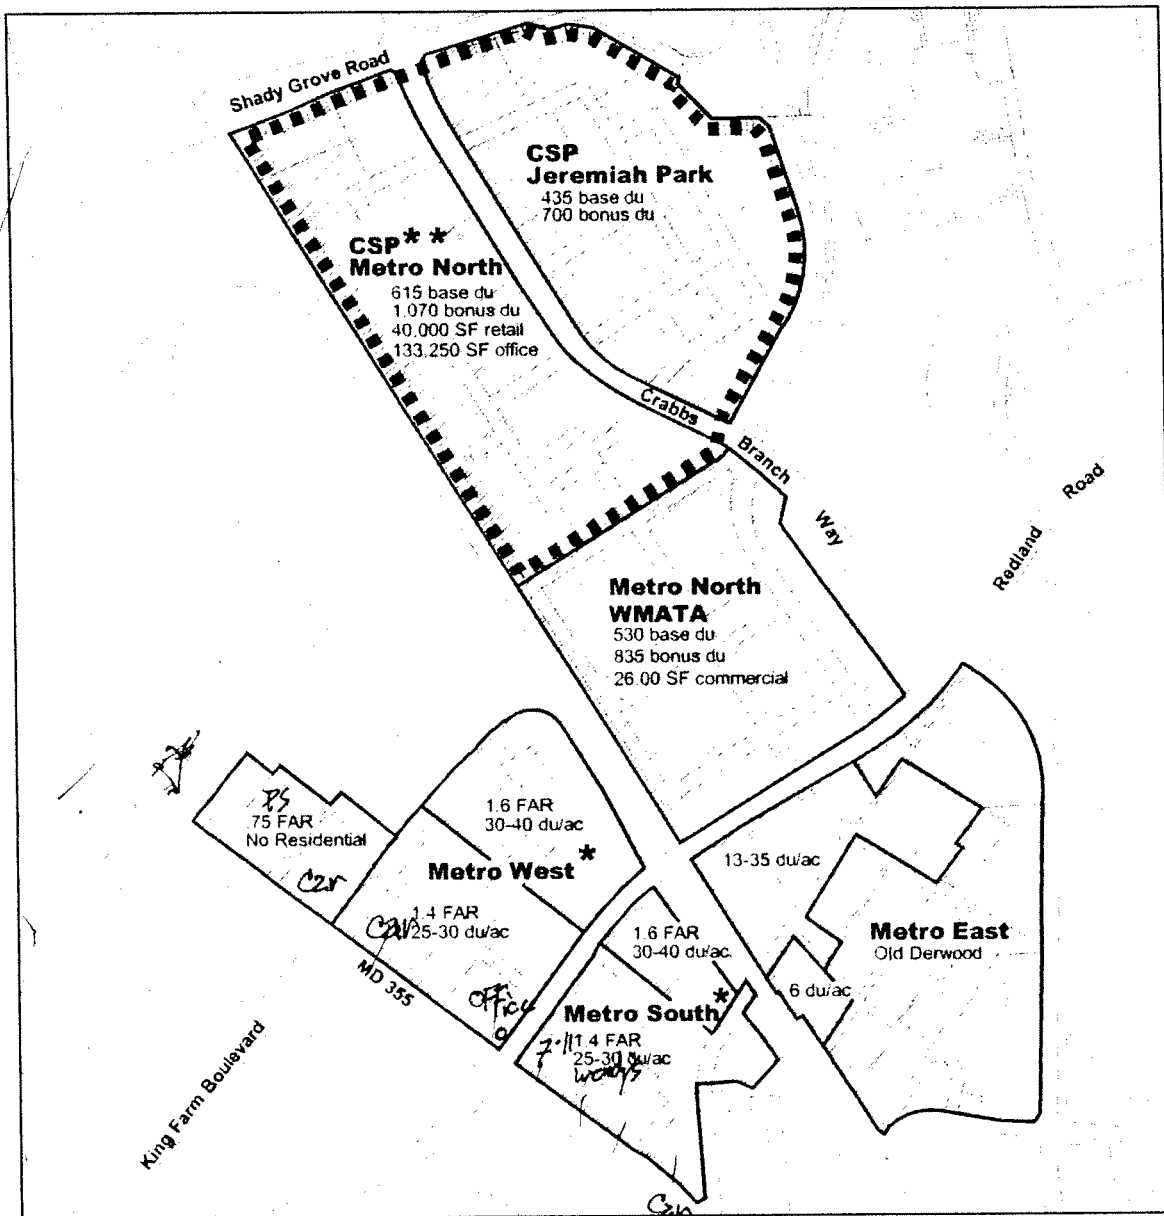 Shady Grove Road
CSP
Jeremiah Park
435 base du
700 bonus du
CSP**
Metro North
615 base du
1,070 bonus du
40,000 SF retail
133,250 SF office
Crabbs
Branch
Way
Redland
Road
Metro North
WMATA
530 base du
835 bonus du
26.00 SF commercial
PS
.75 FAR
No Residential
C2r
1.6 FAR
30-40 du/ac
Metro West*
1.4 FAR
25-30 du/ac
Office
MD 355
King Farm Boulevard
1.6 FAR
30-40 du/ac
Metro South*
7-11
1.4 FAR
25-30 du/ac
Wendys
13-35 du/ac
Metro East
Old Derwood
6 du/ac